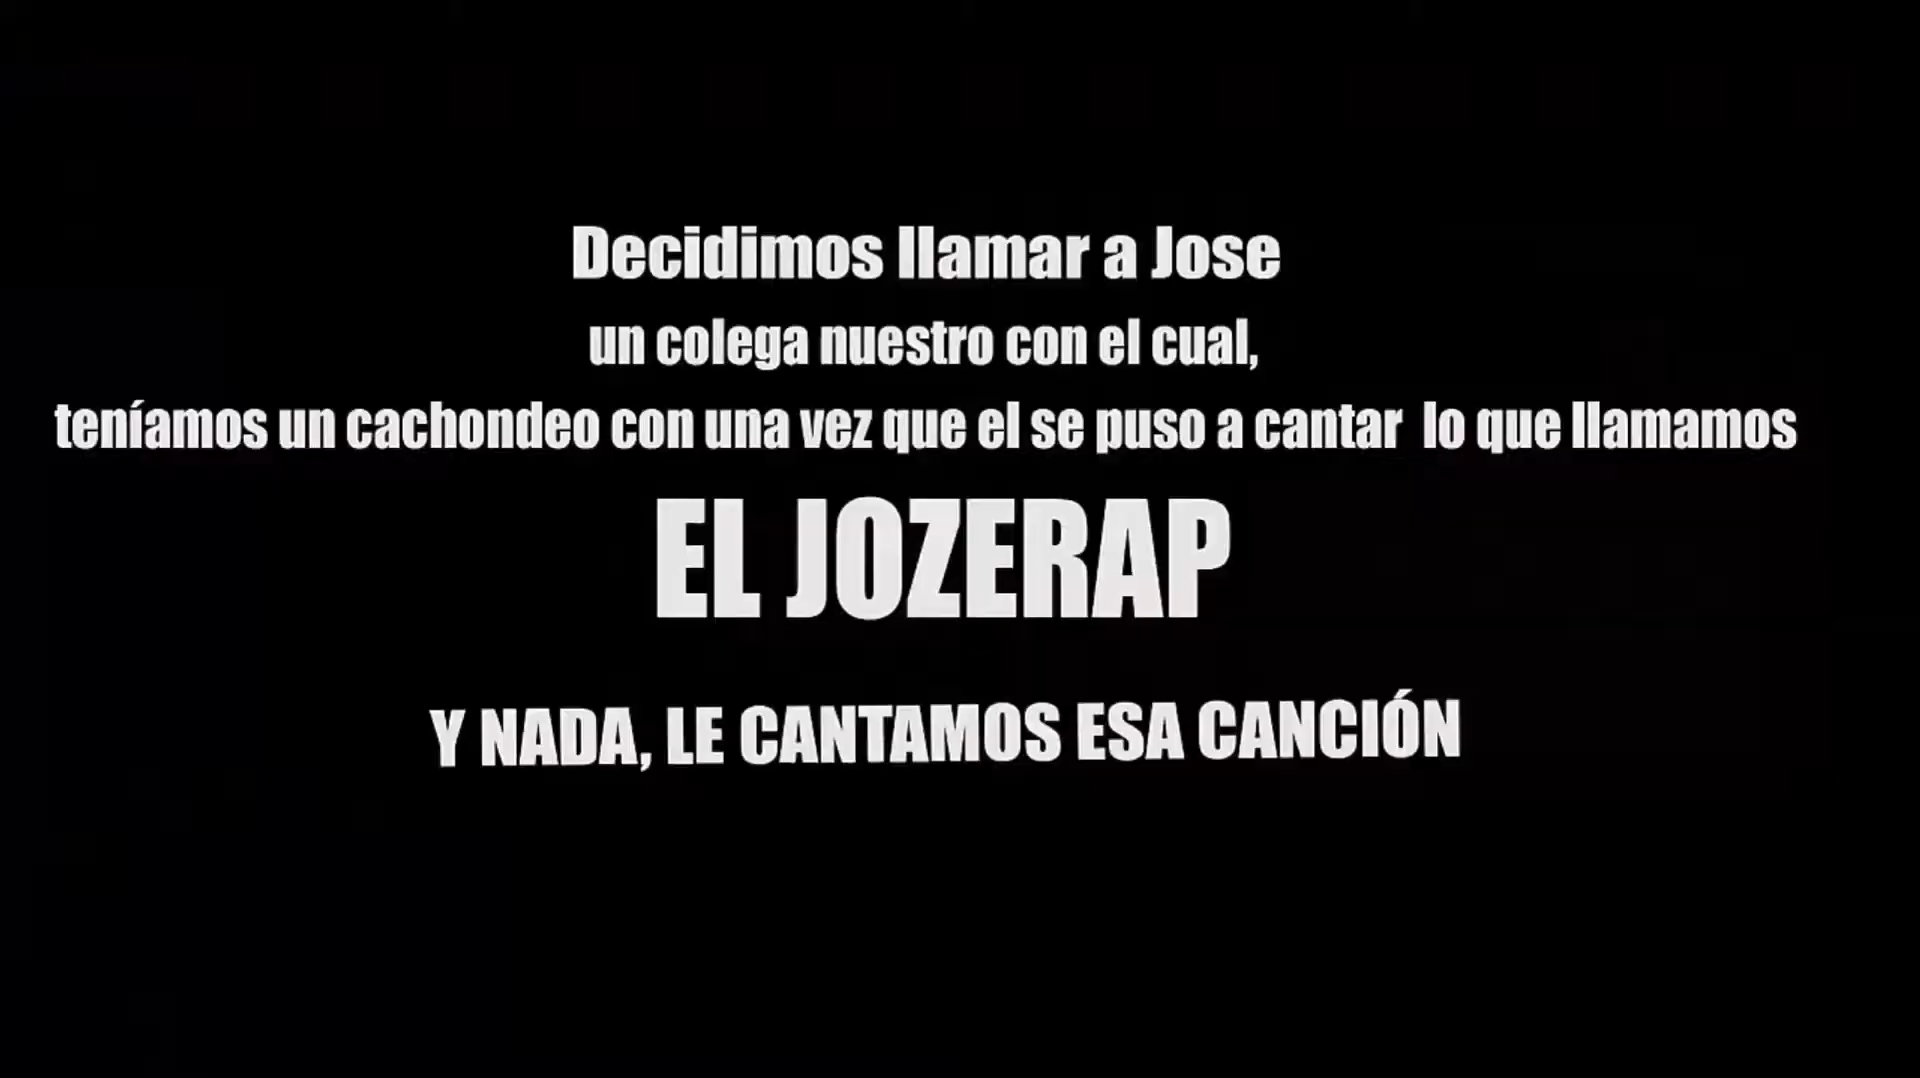 Decidimos llamar a Jose
un colega nuestro con el cual,
teníamos un cachondeo con una vez que el se puso a cantar lo que llamamos
EL JOZERAP
Y NADA, LE CANTAMOS ESA CANCIÓN